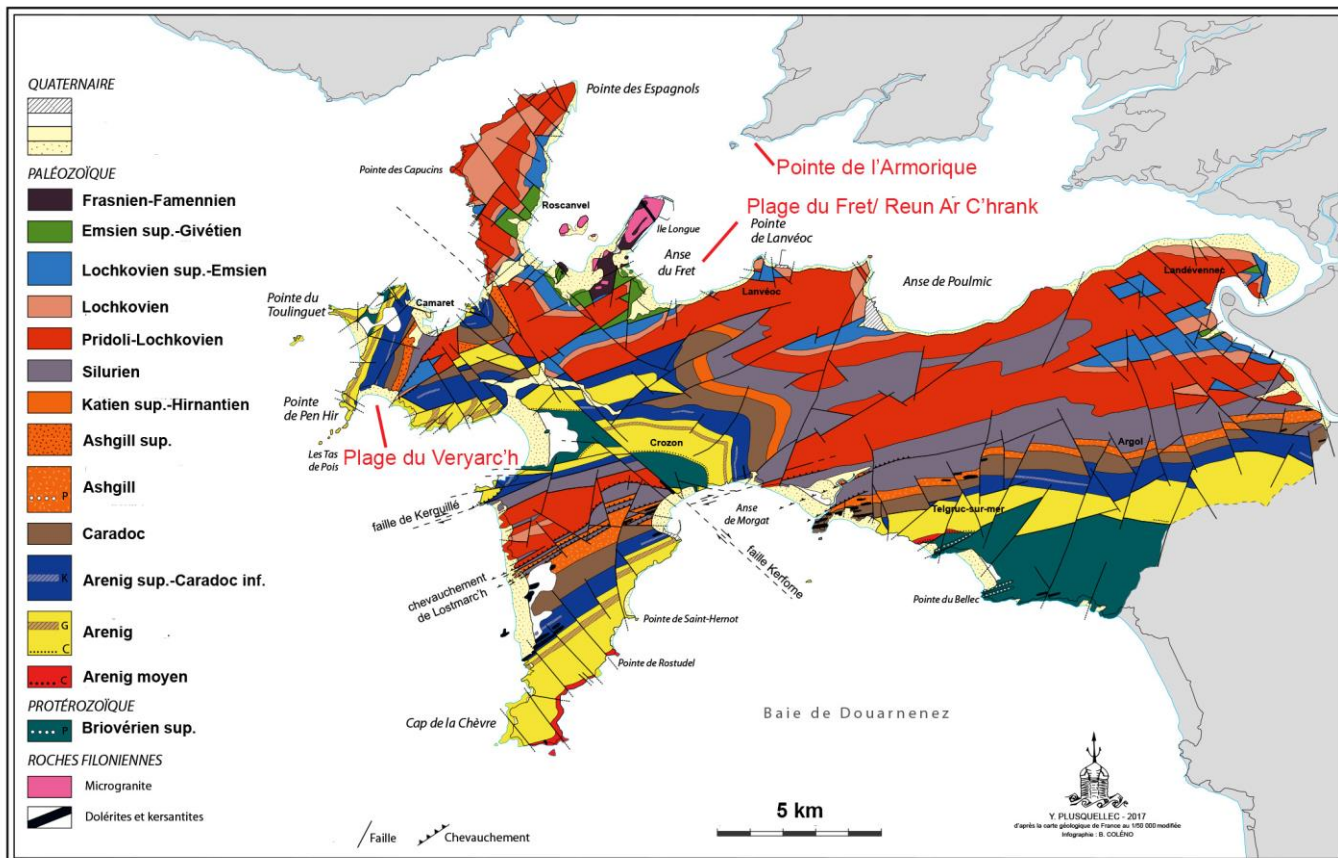 QUATERNAIRE
PALÉOZOÏQUE
Frasnien-Famennien
Emsien sup.-Givétien
Lochkovien sup.-Emsien
Lochkovien
Pridoli-Lochkovien
Silurien
Katien sup.-Hirnantien
Ashgill sup.
P
Ashgill
Caradoc
K
Arenig sup.-Caradoc inf.
G
C
Arenig
C
Arenig moyen
PROTÉROZOÏQUE
P
Briovérien sup.
ROCHES FILONIENNES
Microgranite
Dolérites et kersantites
Faille
Chevauchement
Pointe des Espagnols
Pointe des Capucins
Roscanvel
Ile Longue
Pointe de l'Armorique
Plage du Fret/ Reun Ar C'hrank
Anse
du Fret
Pointe
de Lanvéoc
Lanvéoc
Anse de Poulmic
Landévennec
Pointe du
Toulinguet
Camaret
Pointe
de Pen Hir
Les Tas
de Pois
Plage du Veryarc'h
Crozon
Argol
faille de Kerguillé
Anse
de Morgat
Telgruc-sur-mer
chevauchement
de Lostmarc'h
faille Kerforne
Pointe du Bellec
Pointe de Saint-Hernot
Pointe de Rostudel
Cap de la Chèvre
Baie de Douarnenez
5 km
Y. PLUSQUELLEC - 2017
d'après la carte géologique de France au 1/50 000 modifiée
Infographie : B. COLÉNO